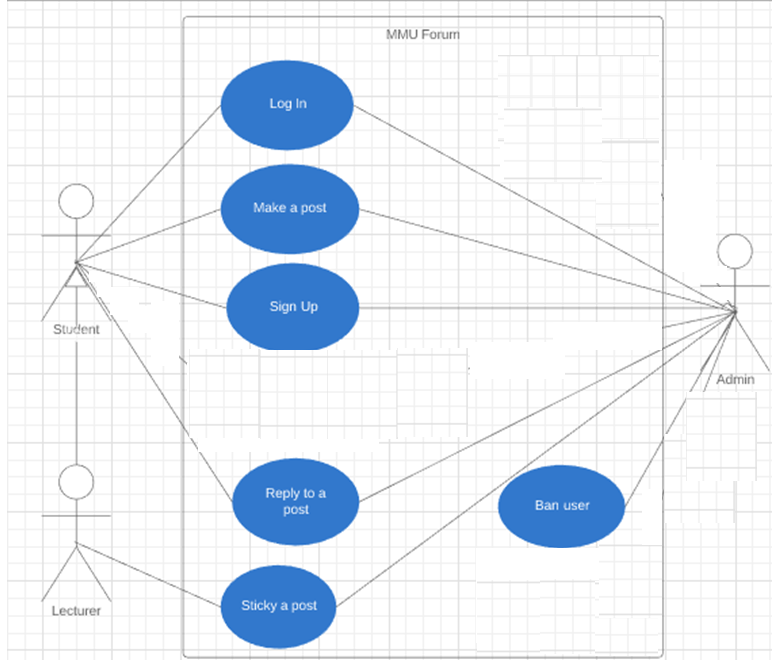 MMU Forum
Log In
Make a post
Sign Up
Student
Admin
Reply to a
post
Ban user
Sticky a post
Lecturer